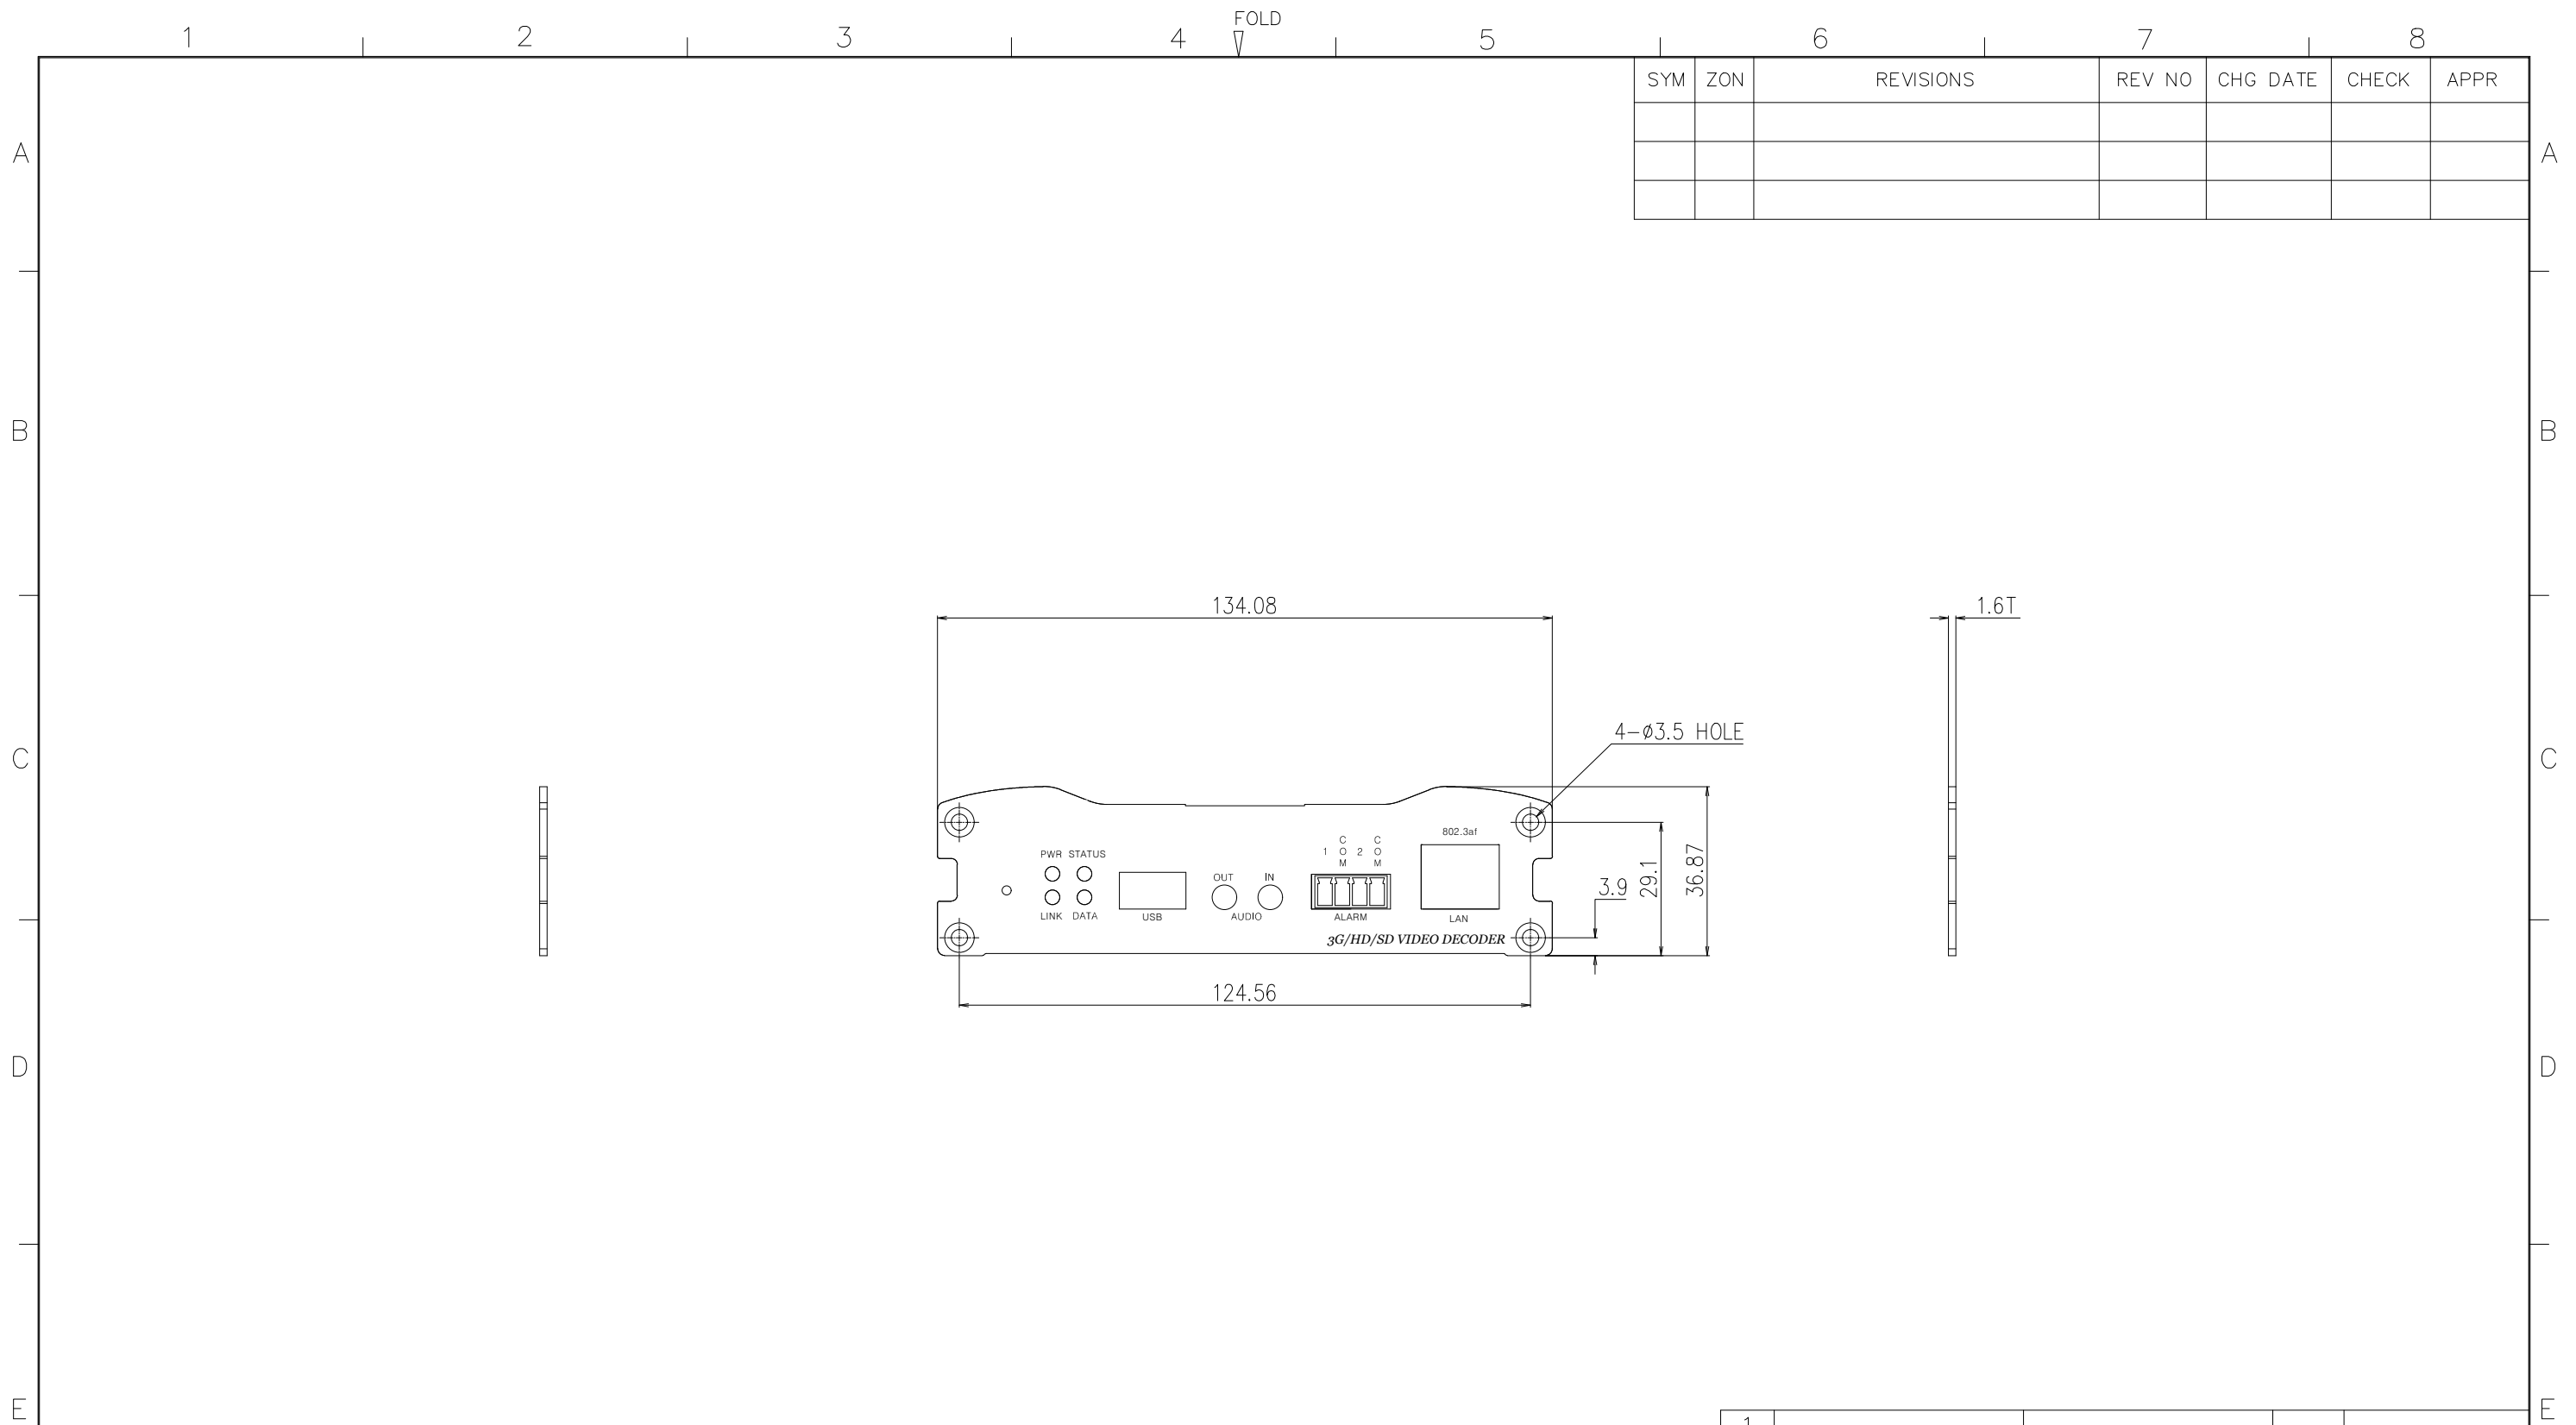 FOLD
1 2 3 4 5 6 7 8
SYM ZON REVISIONS REV NO CHG DATE CHECK APPR
A A
B B
134.08 1.6T
4-ø3.5 HOLE
C C
802.3af
1 COM 2 COM
PWR STATUS
OUT IN
3.9 29.1 36.87
LINK DATA USB AUDIO ALARM LAN
3G/HD/SD VIDEO DECODER
124.56
D D
E E
1